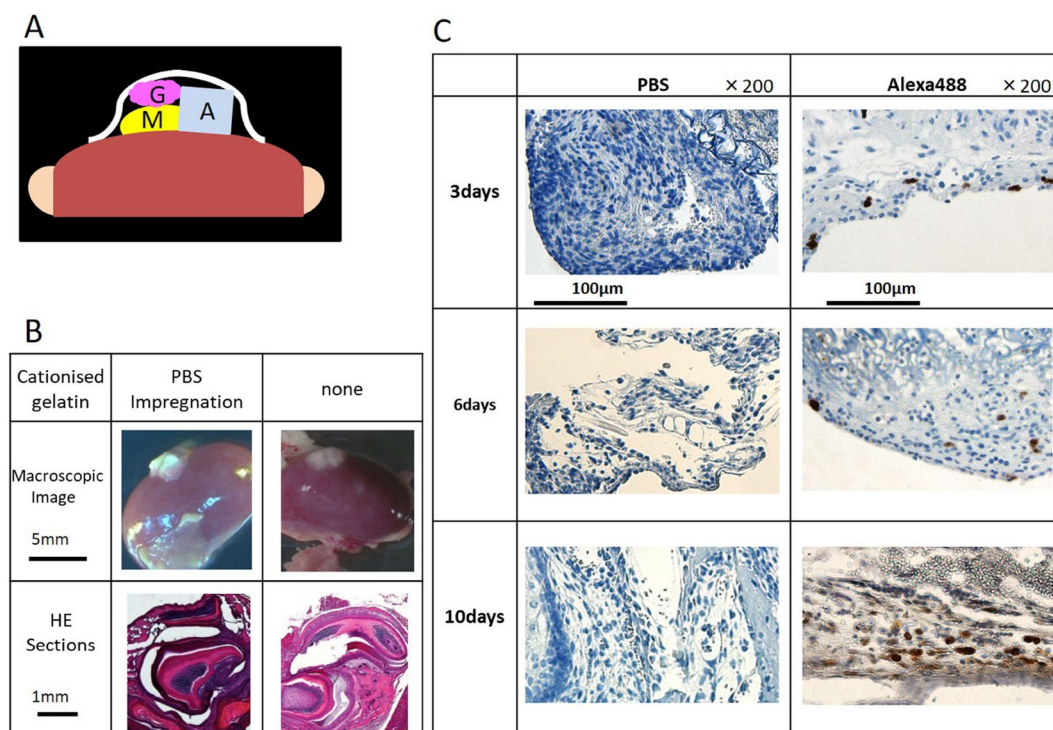 A
G
M
A
B
Cationised
gelatin
PBS
Impregnation
none
Macroscopic
Image
5mm
HE
Sections
1mm
C
PBS ×200
Alexa488 ×200
3days
100μm
100μm
6days
10days